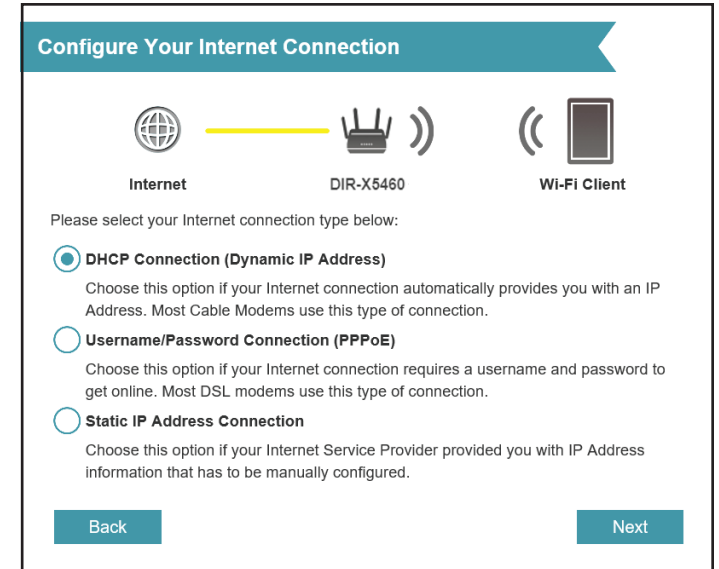 Configure Your Internet Connection
Internet
DIR-X5460
Wi-Fi Client
Please select your Internet connection type below:
DHCP Connection (Dynamic IP Address)
Choose this option if your Internet connection automatically provides you with an IP
Address. Most Cable Modems use this type of connection.
Username/Password Connection (PPPoE)
Choose this option if your Internet connection requires a username and password to
get online. Most DSL modems use this type of connection.
Static IP Address Connection
Choose this option if your Internet Service Provider provided you with IP Address
information that has to be manually configured.
Back
Next